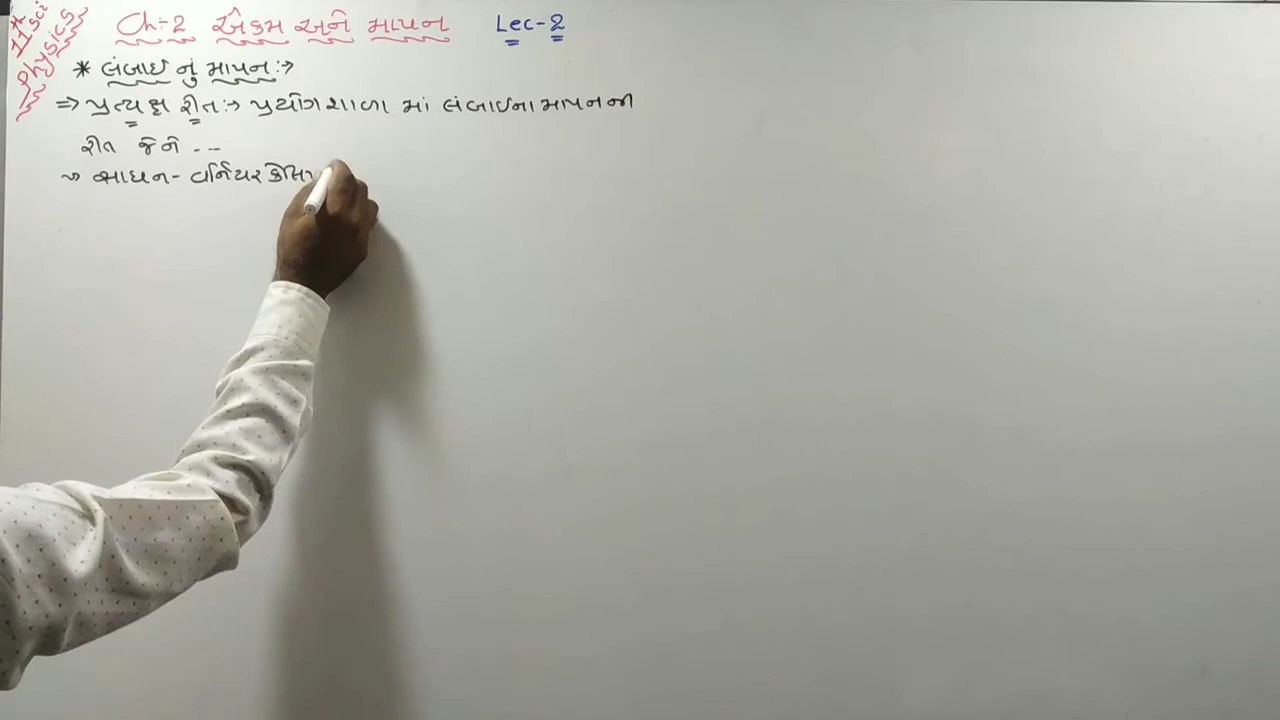 * 11 Sci
Physics
Ch:-2 એકમ અને માપન Lec-2
* લંબાઈ નું માપન :→
⇒ પ્રત્યક્ષ રીત :→ પ્રયોગશાળા માં લંબાઈના માપનની
રીત જેને --
~> સાધન - વર્નિયર